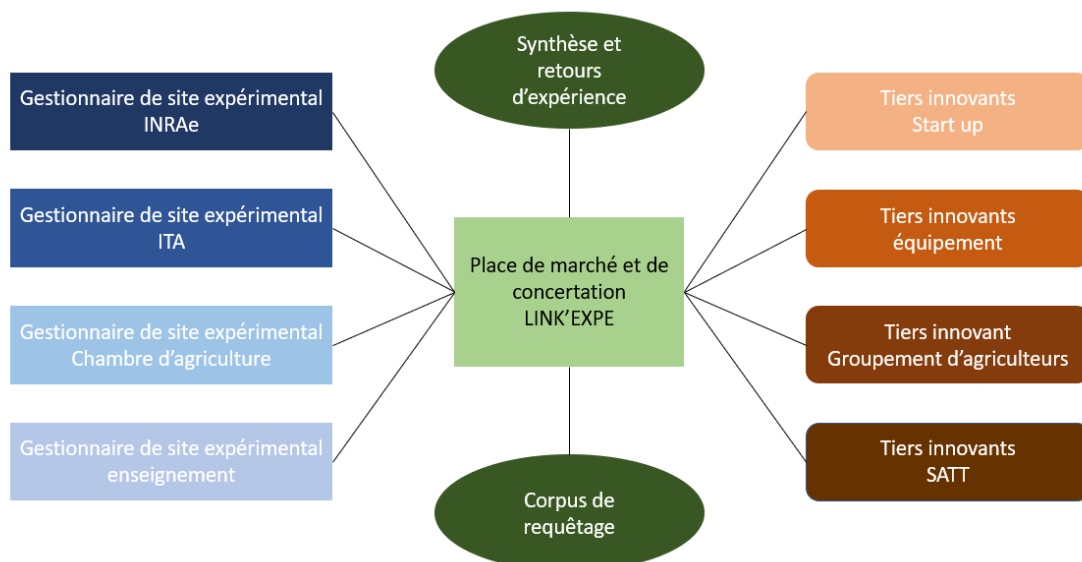 Synthèse et
retours
d’expérience
Gestionnaire de site expérimental
INRAe
Gestionnaire de site expérimental
ITA
Gestionnaire de site expérimental
Chambre d’agriculture
Gestionnaire de site expérimental
enseignement
Place de marché et de
concertation
LINK’EXPE
Tiers innovants
Start up
Tiers innovants
équipement
Tiers innovant
Groupement d’agriculteurs
Tiers innovants
SATT
Corpus de
requêtage